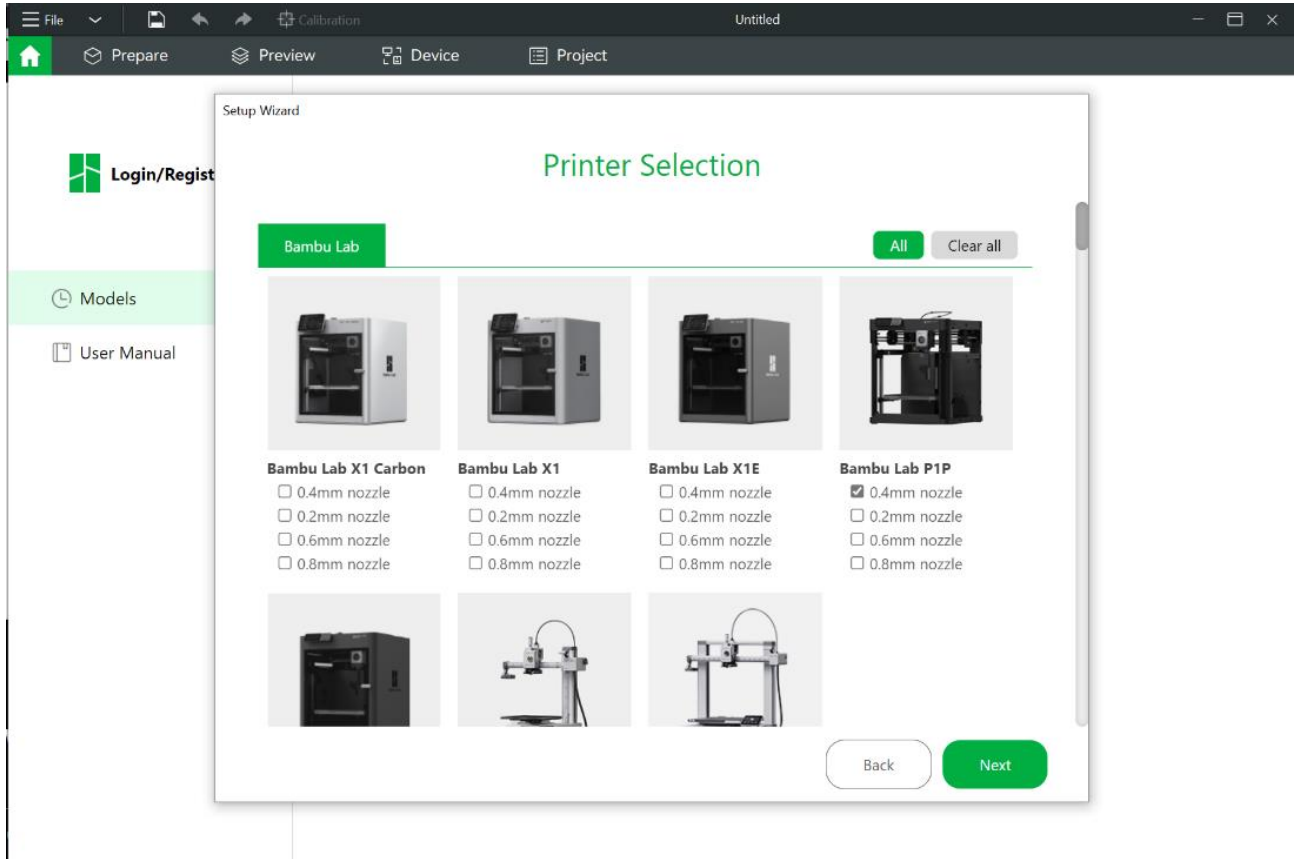 File
Calibration
Untitled
Prepare
Preview
Device
Project
Login/Regist
Models
User Manual
Setup Wizard
Printer Selection
Bambu Lab
All
Clear all
Bambu Lab X1 Carbon
0.4mm nozzle
0.2mm nozzle
0.6mm nozzle
0.8mm nozzle
Bambu Lab X1
0.4mm nozzle
0.2mm nozzle
0.6mm nozzle
0.8mm nozzle
Bambu Lab X1E
0.4mm nozzle
0.2mm nozzle
0.6mm nozzle
0.8mm nozzle
Bambu Lab P1P
0.4mm nozzle
0.2mm nozzle
0.6mm nozzle
0.8mm nozzle
Back
Next